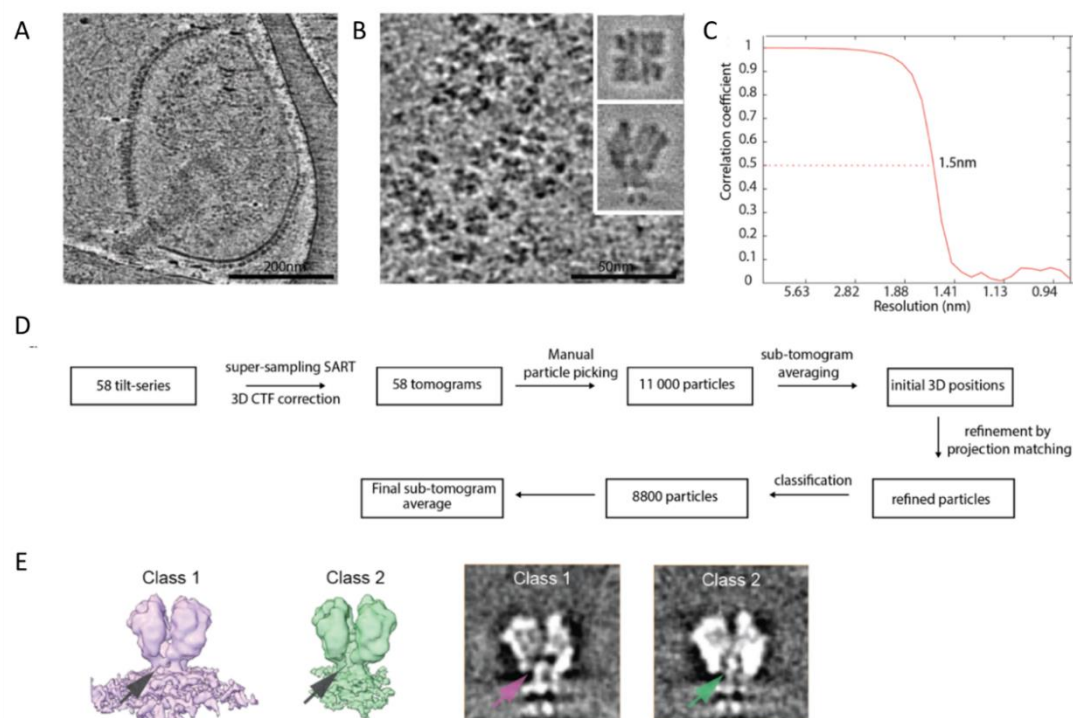 A
B
C
200nm
50nm
Correlation coefficient
1
0.9
0.8
0.7
0.6
0.5
0.4
0.3
0.2
0.1
0
1.5nm
5.63 2.82 1.88 1.41 1.13 0.94
Resolution (nm)
D
58 tilt-series
super-sampling SART
3D CTF correction
58 tomograms
Manual
particle picking
11 000 particles
sub-tomogram
averaging
initial 3D positions
refinement by
projection matching
refined particles
classification
8800 particles
Final sub-tomogram
average
E
Class 1
Class 2
Class 1
Class 2